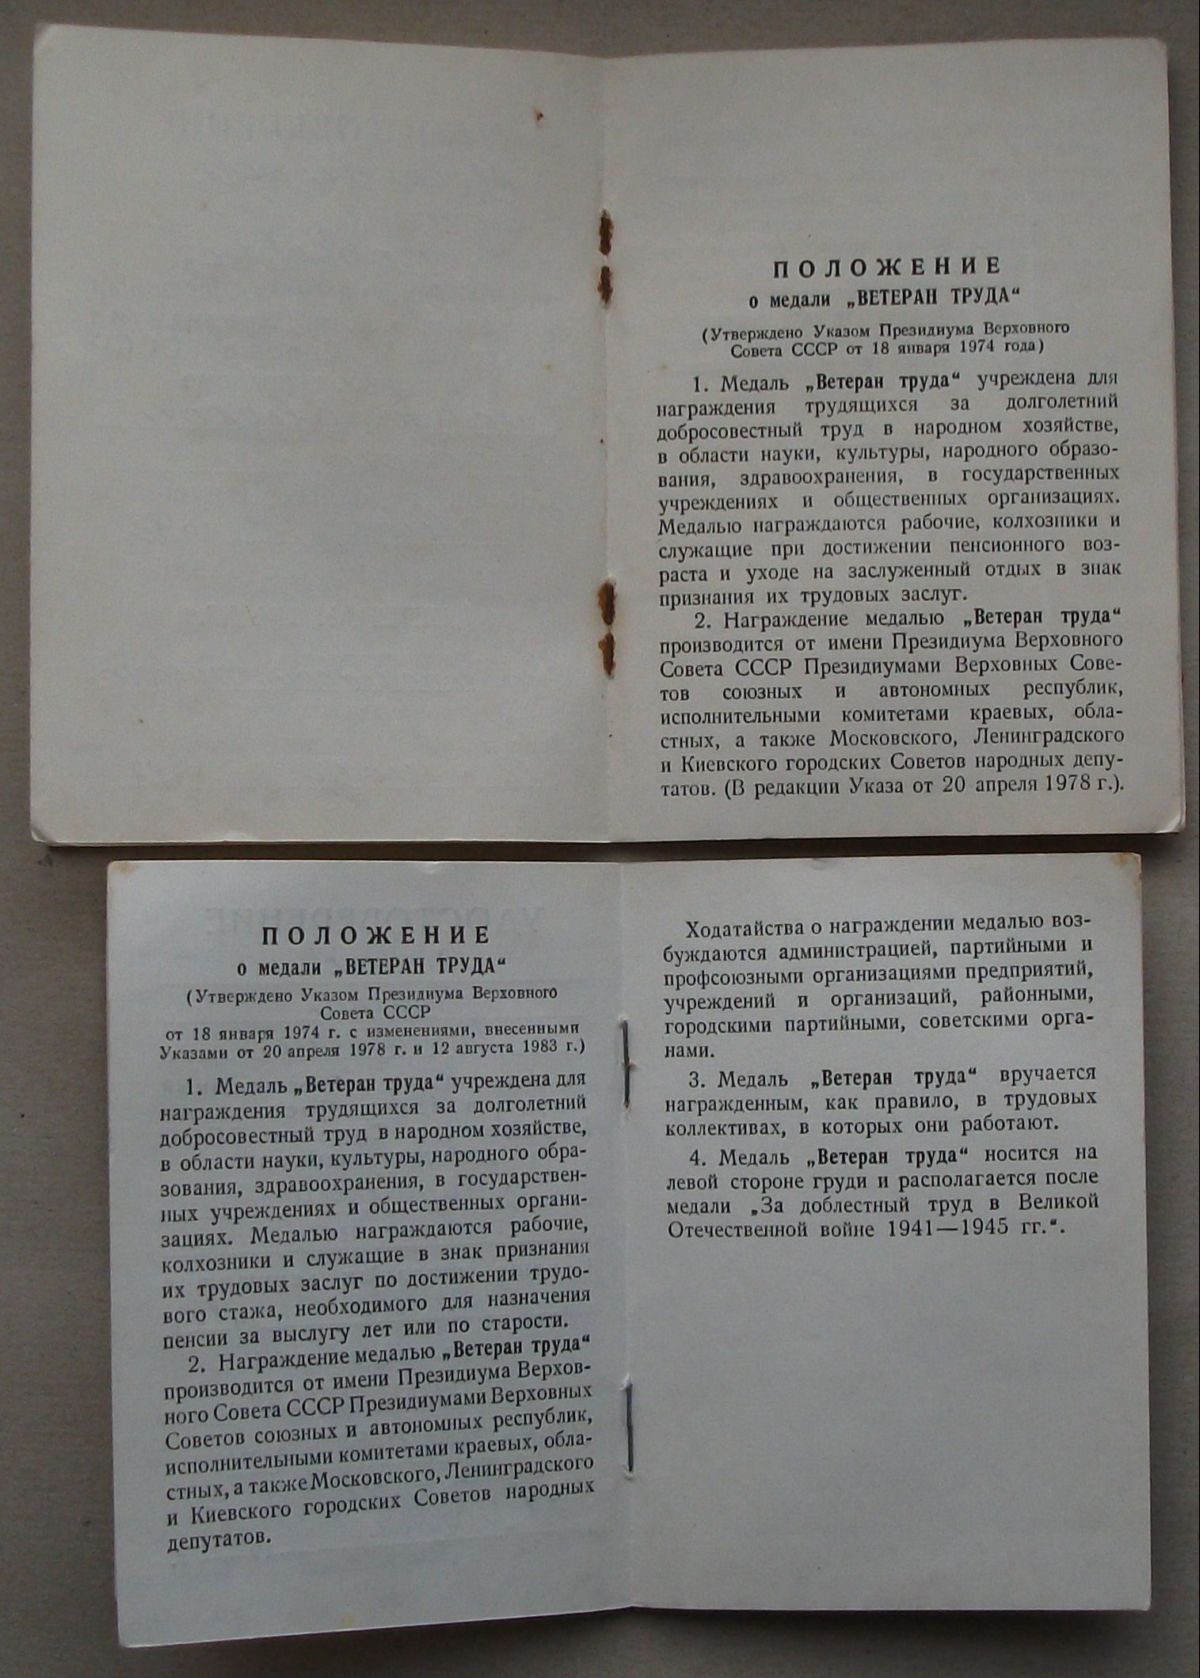 ПОЛОЖЕНИЕ
о медали „ВЕТЕРАН ТРУДА“
(Утверждено Указом Президиума Верховного
Совета СССР от 18 января 1974 года)
1. Медаль „Ветеран труда“ учреждена для
награждения трудящихся за долголетний
добросовестный труд в народном хозяйстве,
в области науки, культуры, народного образо-
вания, здравоохранения, в государственных
учреждениях и общественных организациях.
Медалью награждаются рабочие, колхозники и
служащие при достижении пенсионного воз-
раста и уходе на заслуженный отдых в знак
признания их трудовых заслуг.
2. Награждение медалью „Ветеран труда“
производится от имени Президиума Верховного
Совета СССР Президиумами Верховных Сове-
тов союзных и автономных республик,
исполнительными комитетами краевых, обла-
стных, а также Московского, Ленинградского
и Киевского городских Советов народных депу-
татов. (В редакции Указа от 20 апреля 1978 г.).
ПОЛОЖЕНИЕ
о медали „ВЕТЕРАН ТРУДА“
(Утверждено Указом Президиума Верховного
Совета СССР
от 18 января 1974 г. с изменениями, внесенными
Указами от 20 апреля 1978 г. и 12 августа 1983 г.)
1. Медаль „Ветеран труда“ учреждена для
награждения трудящихся за долголетний
добросовестный труд в народном хозяйстве,
в области науки, культуры, народного обра-
зования, здравоохранения, в государствен-
ных учреждениях и общественных органи-
зациях. Медалью награждаются рабочие,
колхозники и служащие в знак признания
их трудовых заслуг по достижении трудо-
вого стажа, необходимого для назначения
пенсии за выслугу лет или по старости.
2. Награждение медалью „Ветеран труда“
производится от имени Президиума Верхов-
ного Совета СССР Президиумами Верховных
Советов союзных и автономных республик,
исполнительными комитетами краевых, обла-
стных, а также Московского, Ленинградского
и Киевского городских Советов народных
депутатов.
Ходатайства о награждении медалью воз-
буждаются администрацией, партийными и
профсоюзными организациями предприятий,
учреждений и организаций, районными,
городскими партийными, советскими орга-
нами.
3. Медаль „Ветеран труда“ вручается
награжденным, как правило, в трудовых
коллективах, в которых они работают.
4. Медаль „Ветеран труда“ носится на
левой стороне груди и располагается после
медали „За доблестный труд в Великой
Отечественной войне 1941—1945 гг.“.